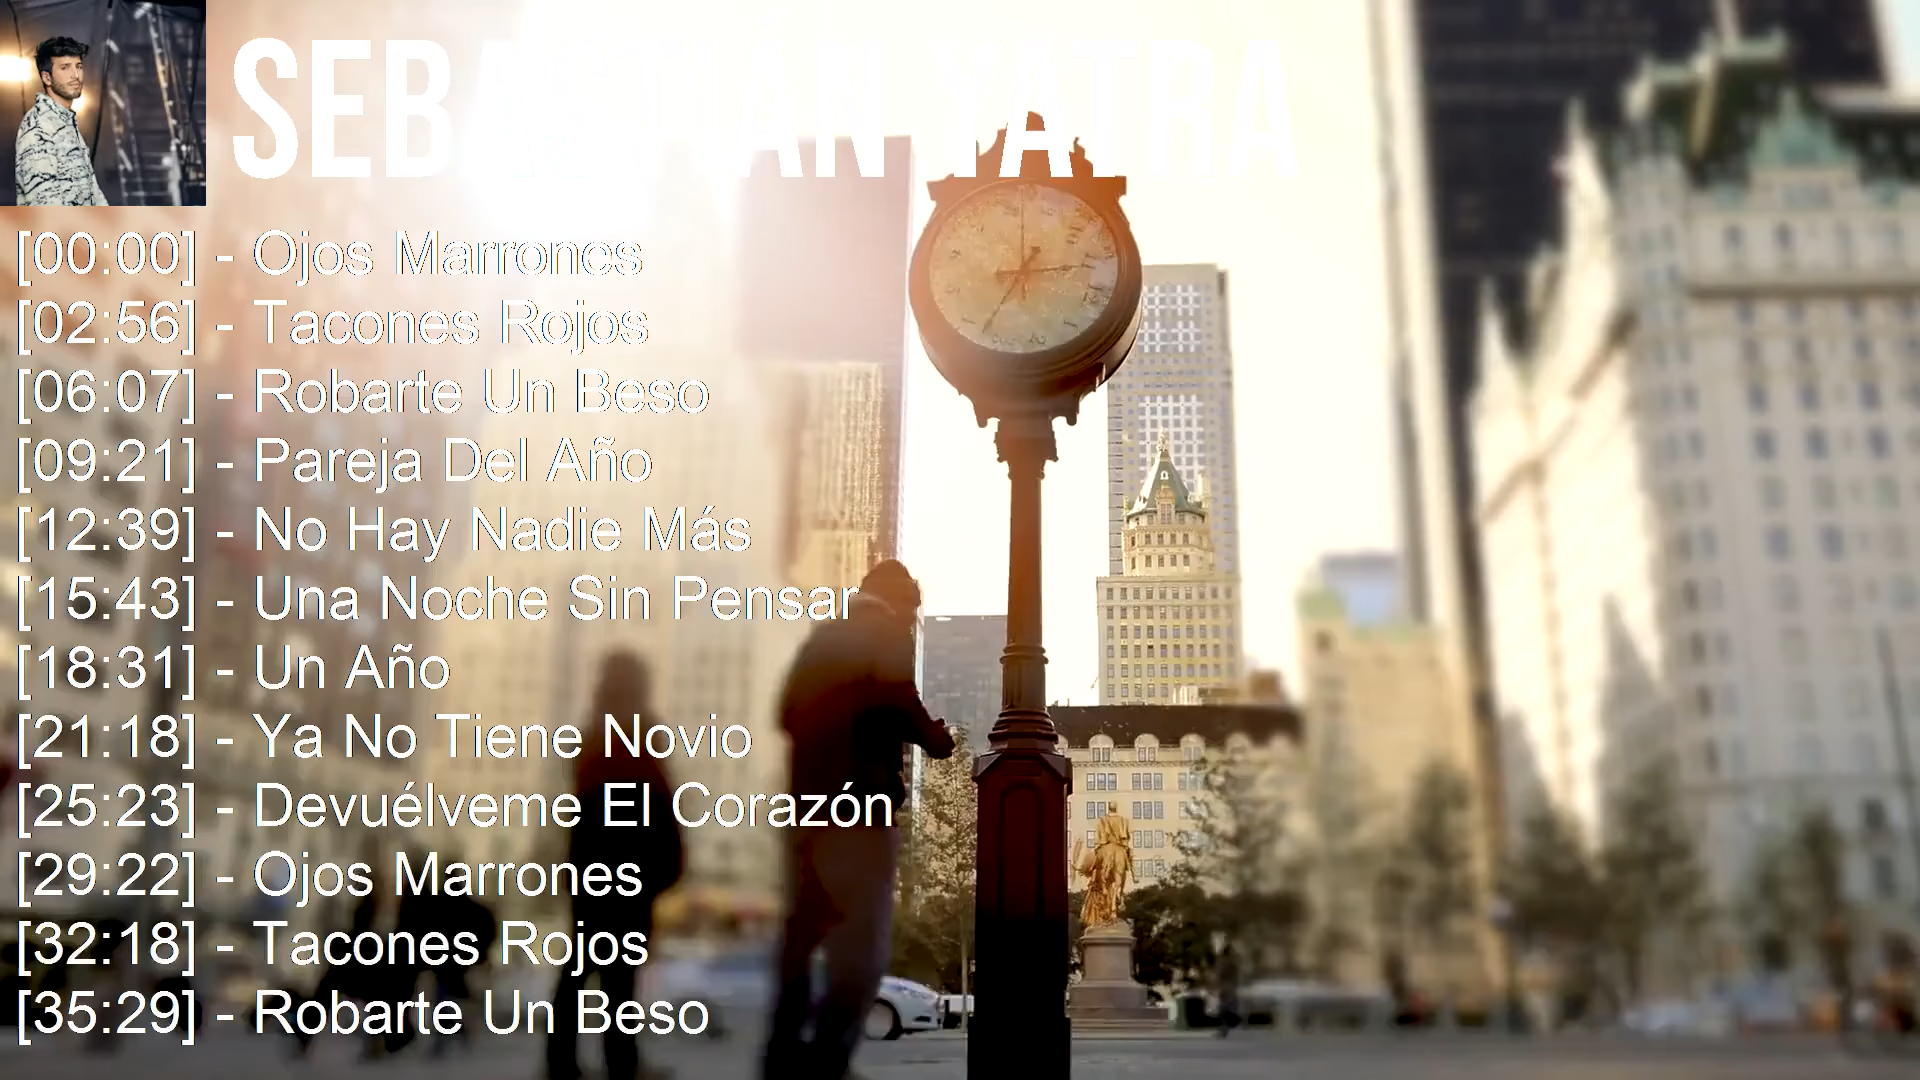 SEBASTIÁN YATRA
[00:00] - Ojos Marrones
[02:56] - Tacones Rojos
[06:07] - Robarte Un Beso
[09:21] - Pareja Del Año
[12:39] - No Hay Nadie Más
[15:43] - Una Noche Sin Pensar
[18:31] - Un Año
[21:18] - Ya No Tiene Novio
[25:23] - Devuélveme El Corazón
[29:22] - Ojos Marrones
[32:18] - Tacones Rojos
[35:29] - Robarte Un Beso